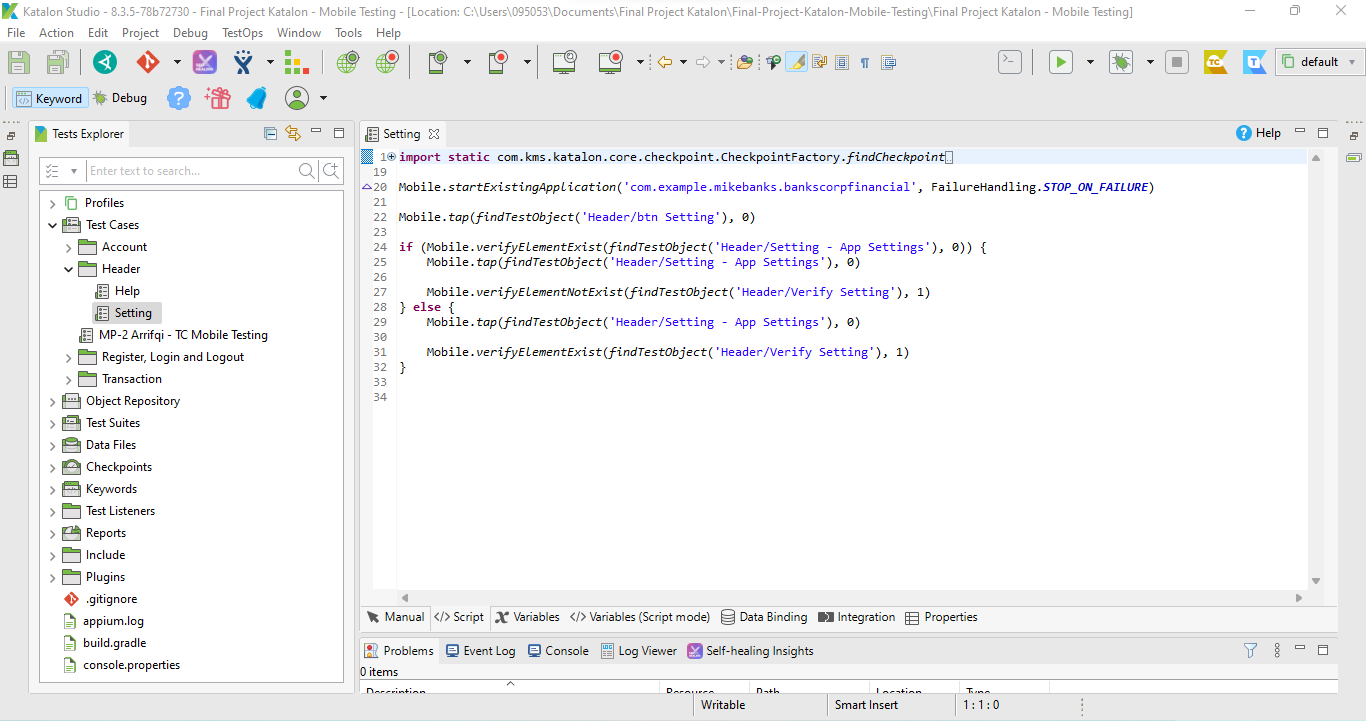 Katalon Studio - 8.3.5-78b72730 - Final Project Katalon - Mobile Testing - [Location: C:\Users\095053\Documents\Final Project Katalon\Final-Project-Katalon-Mobile-Testing\Final Project Katalon - Mobile Testing]
File Action Edit Project Debug TestOps Window Tools Help
TC T default
Keyword Debug
Tests Explorer
Enter text to search...
Profiles
Test Cases
Account
Header
Help
Setting
MP-2 Arrifqi - TC Mobile Testing
Register, Login and Logout
Transaction
Object Repository
Test Suites
Data Files
Checkpoints
Keywords
Test Listeners
Reports
Include
Plugins
.gitignore
appium.log
build.gradle
console.properties
Setting Help
1 import static com.kms.katalon.core.checkpoint.CheckpointFactory.findCheckpoint
19
20 Mobile.startExistingApplication('com.example.mikebanks.bankscorpfinancial', FailureHandling.STOP_ON_FAILURE)
21
22 Mobile.tap(findTestObject('Header/btn Setting'), 0)
23
24 if (Mobile.verifyElementExist(findTestObject('Header/Setting - App Settings'), 0)) {
25 Mobile.tap(findTestObject('Header/Setting - App Settings'), 0)
26
27 Mobile.verifyElementNotExist(findTestObject('Header/Verify Setting'), 1)
28 } else {
29 Mobile.tap(findTestObject('Header/Setting - App Settings'), 0)
30
31 Mobile.verifyElementExist(findTestObject('Header/Verify Setting'), 1)
32 }
33
34
Manual </> Script Variables </> Variables (Script mode) Data Binding Integration Properties
Problems Event Log Console Log Viewer Self-healing Insights
0 items
Description Resource Path Location Type
Writable Smart Insert 1 : 1 : 0